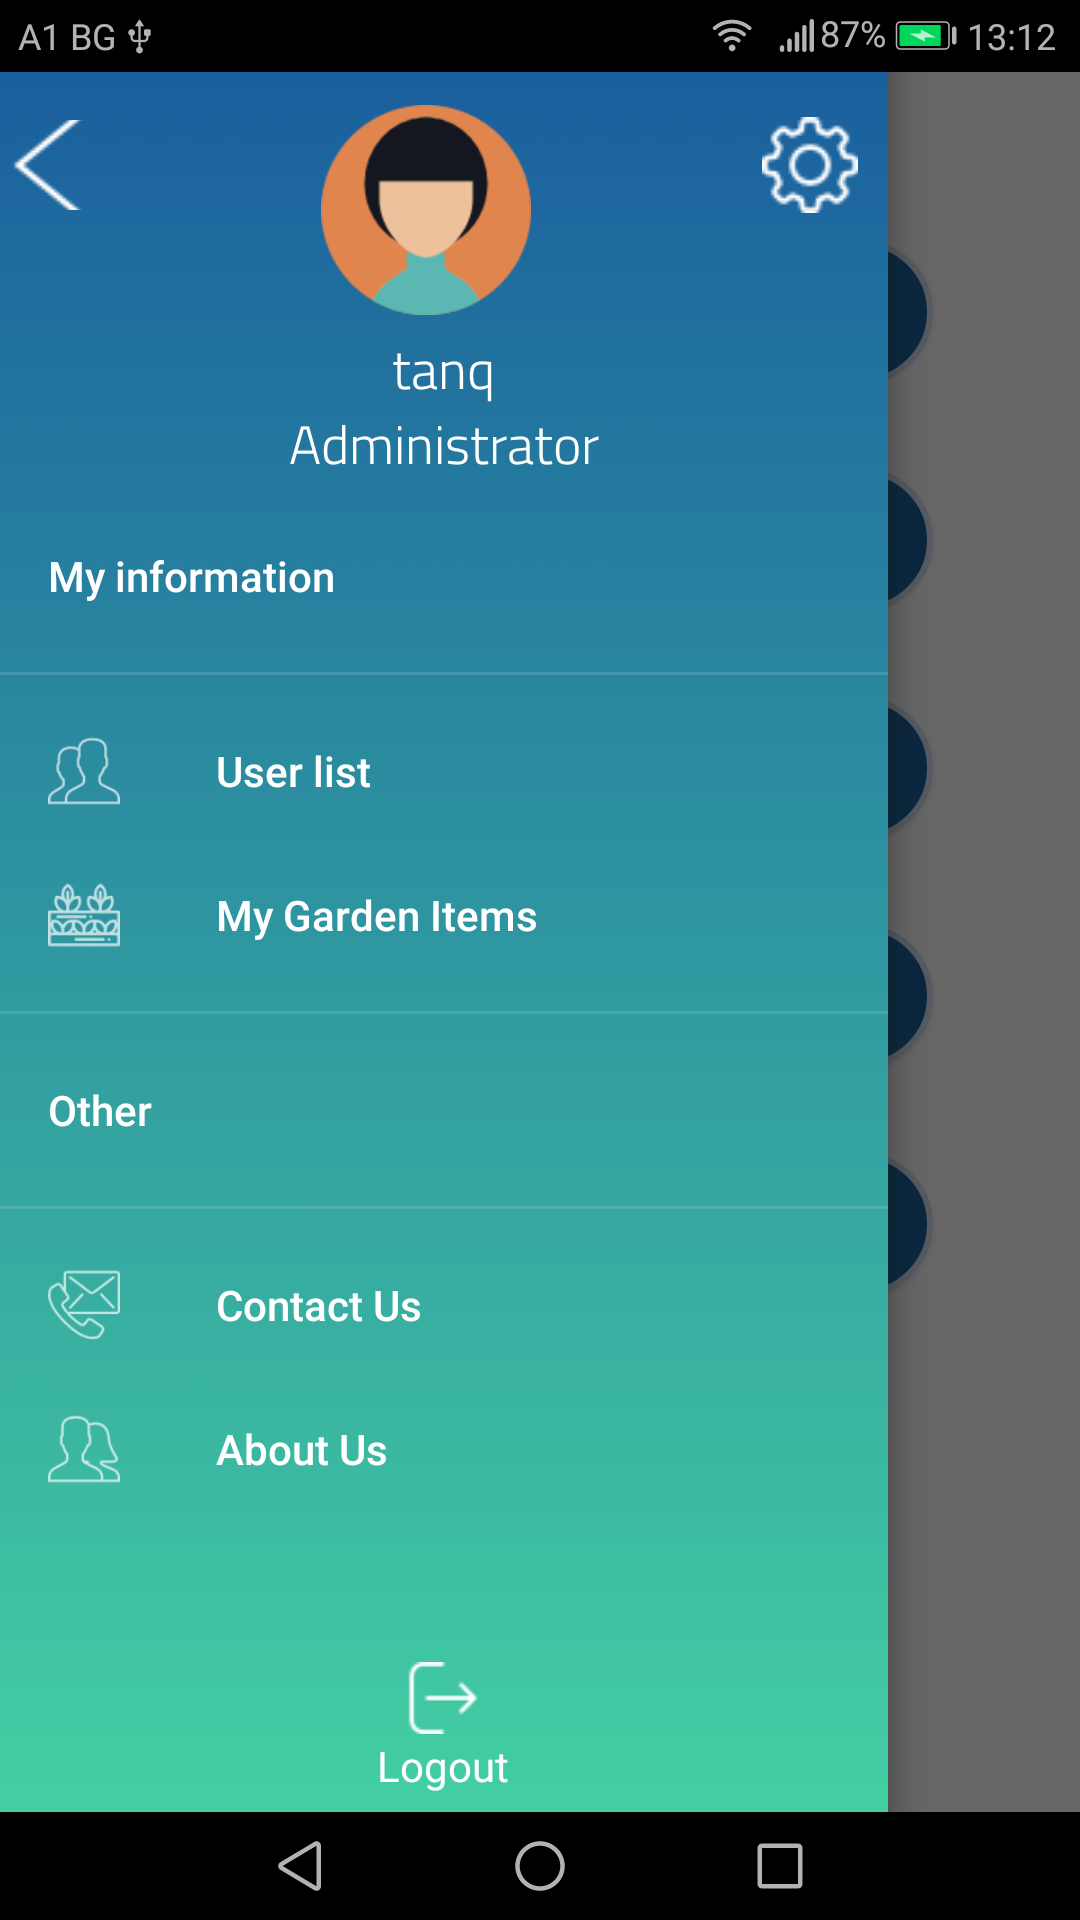 A1 BG 87% 13:12
tanq
Administrator
My information
User list
My Garden Items
Other
Contact Us
About Us
Logout